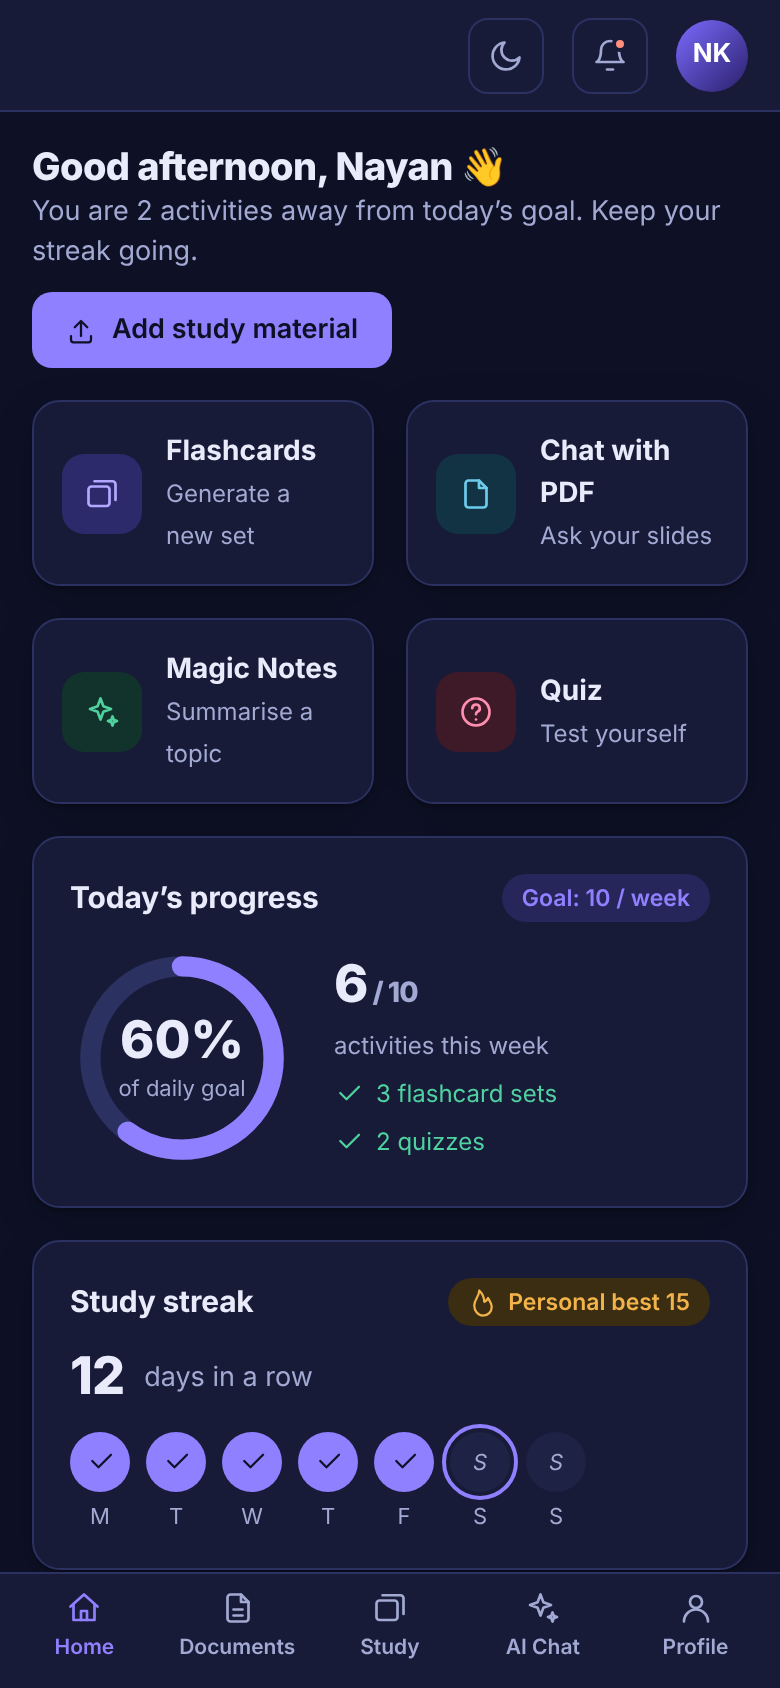 NK
Good afternoon, Nayan 👋
You are 2 activities away from today’s goal. Keep your
streak going.
Add study material
Flashcards
Generate a
new set
Chat with
PDF
Ask your slides
Magic Notes
Summarise a
topic
Quiz
Test yourself
Today’s progress
Goal: 10 / week
60%
of daily goal
6 / 10
activities this week
3 flashcard sets
2 quizzes
Study streak
Personal best 15
12 days in a row
S S
M T W T F S S
Home Documents Study AI Chat Profile